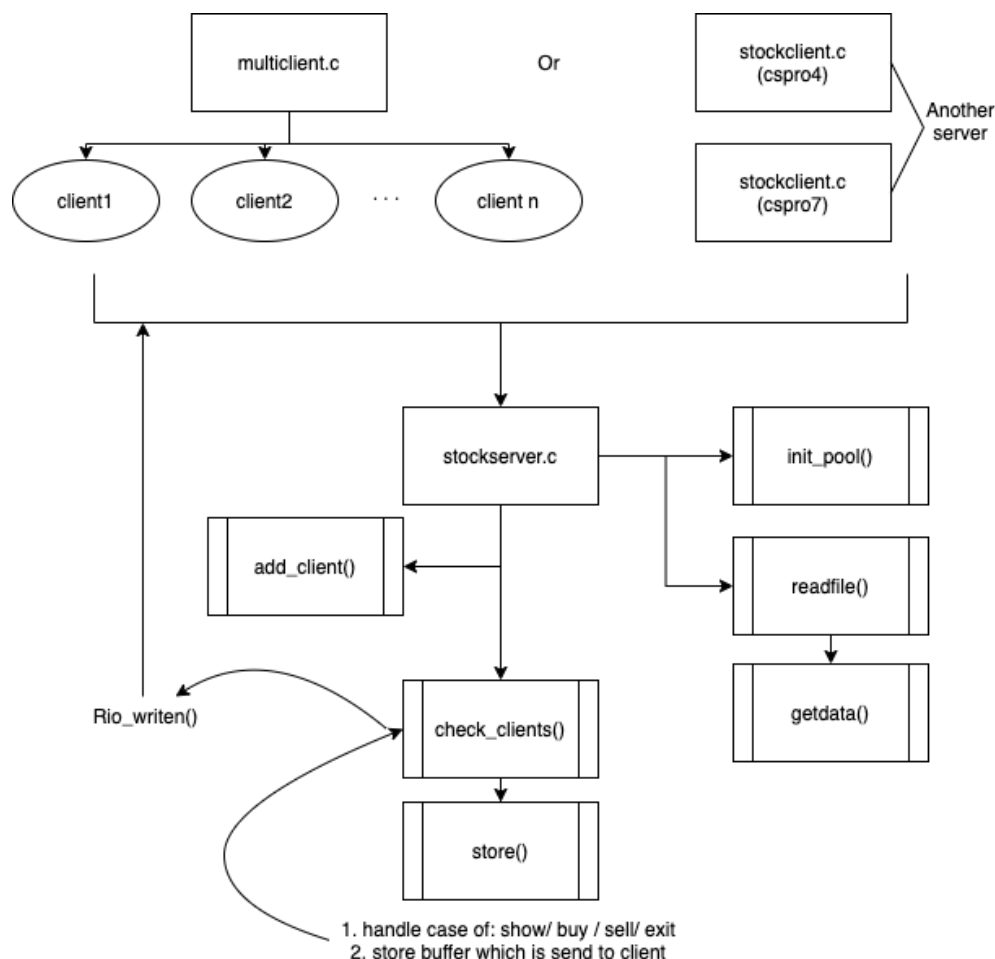 multiclient.c
Or
stockclient.c
(cspro4)
Another
server
stockclient.c
(cspro7)
client1
client2
. . .
client n
stockserver.c
init_pool()
add_client()
readfile()
Rio_writen()
check_clients()
getdata()
store()
1. handle case of: show/ buy / sell/ exit
2. store buffer which is send to client